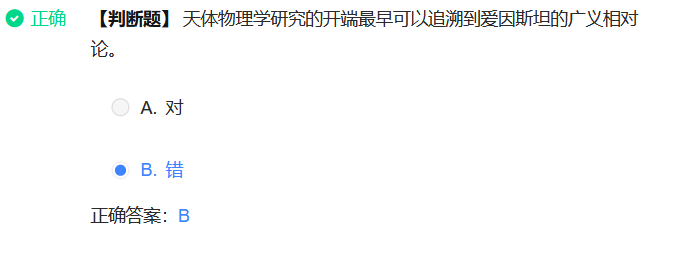 正确 【判断题】 天体物理学研究的开端最早可以追溯到爱因斯坦的广义相对
论。
A. 对
B. 错
正确答案：B